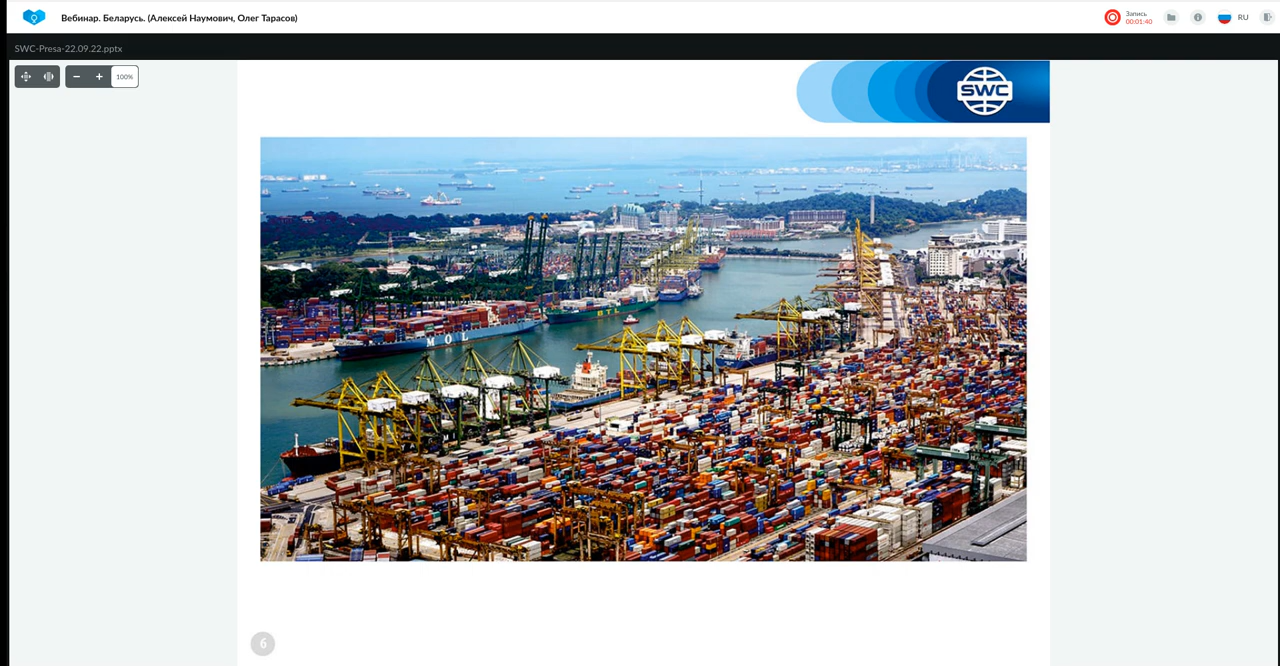 Вебинар. Беларусь. (Алексей Наумович, Олег Тарасов)
Запись
00:01:40
RU
SWC-Presa-22.09.22.pptx
100%
SWC
MOL
6